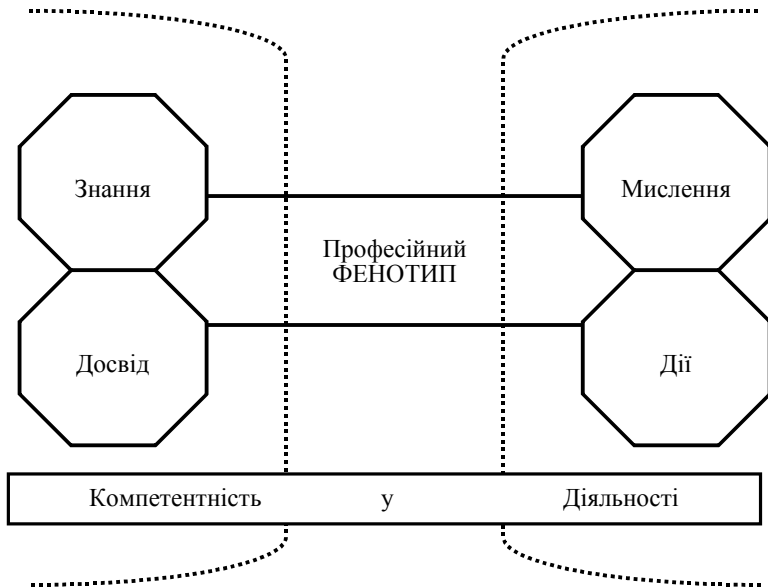 Знання
Мислення
Професійний
ФЕНОТИП
Досвід
Дії
Компетентність у Діяльності